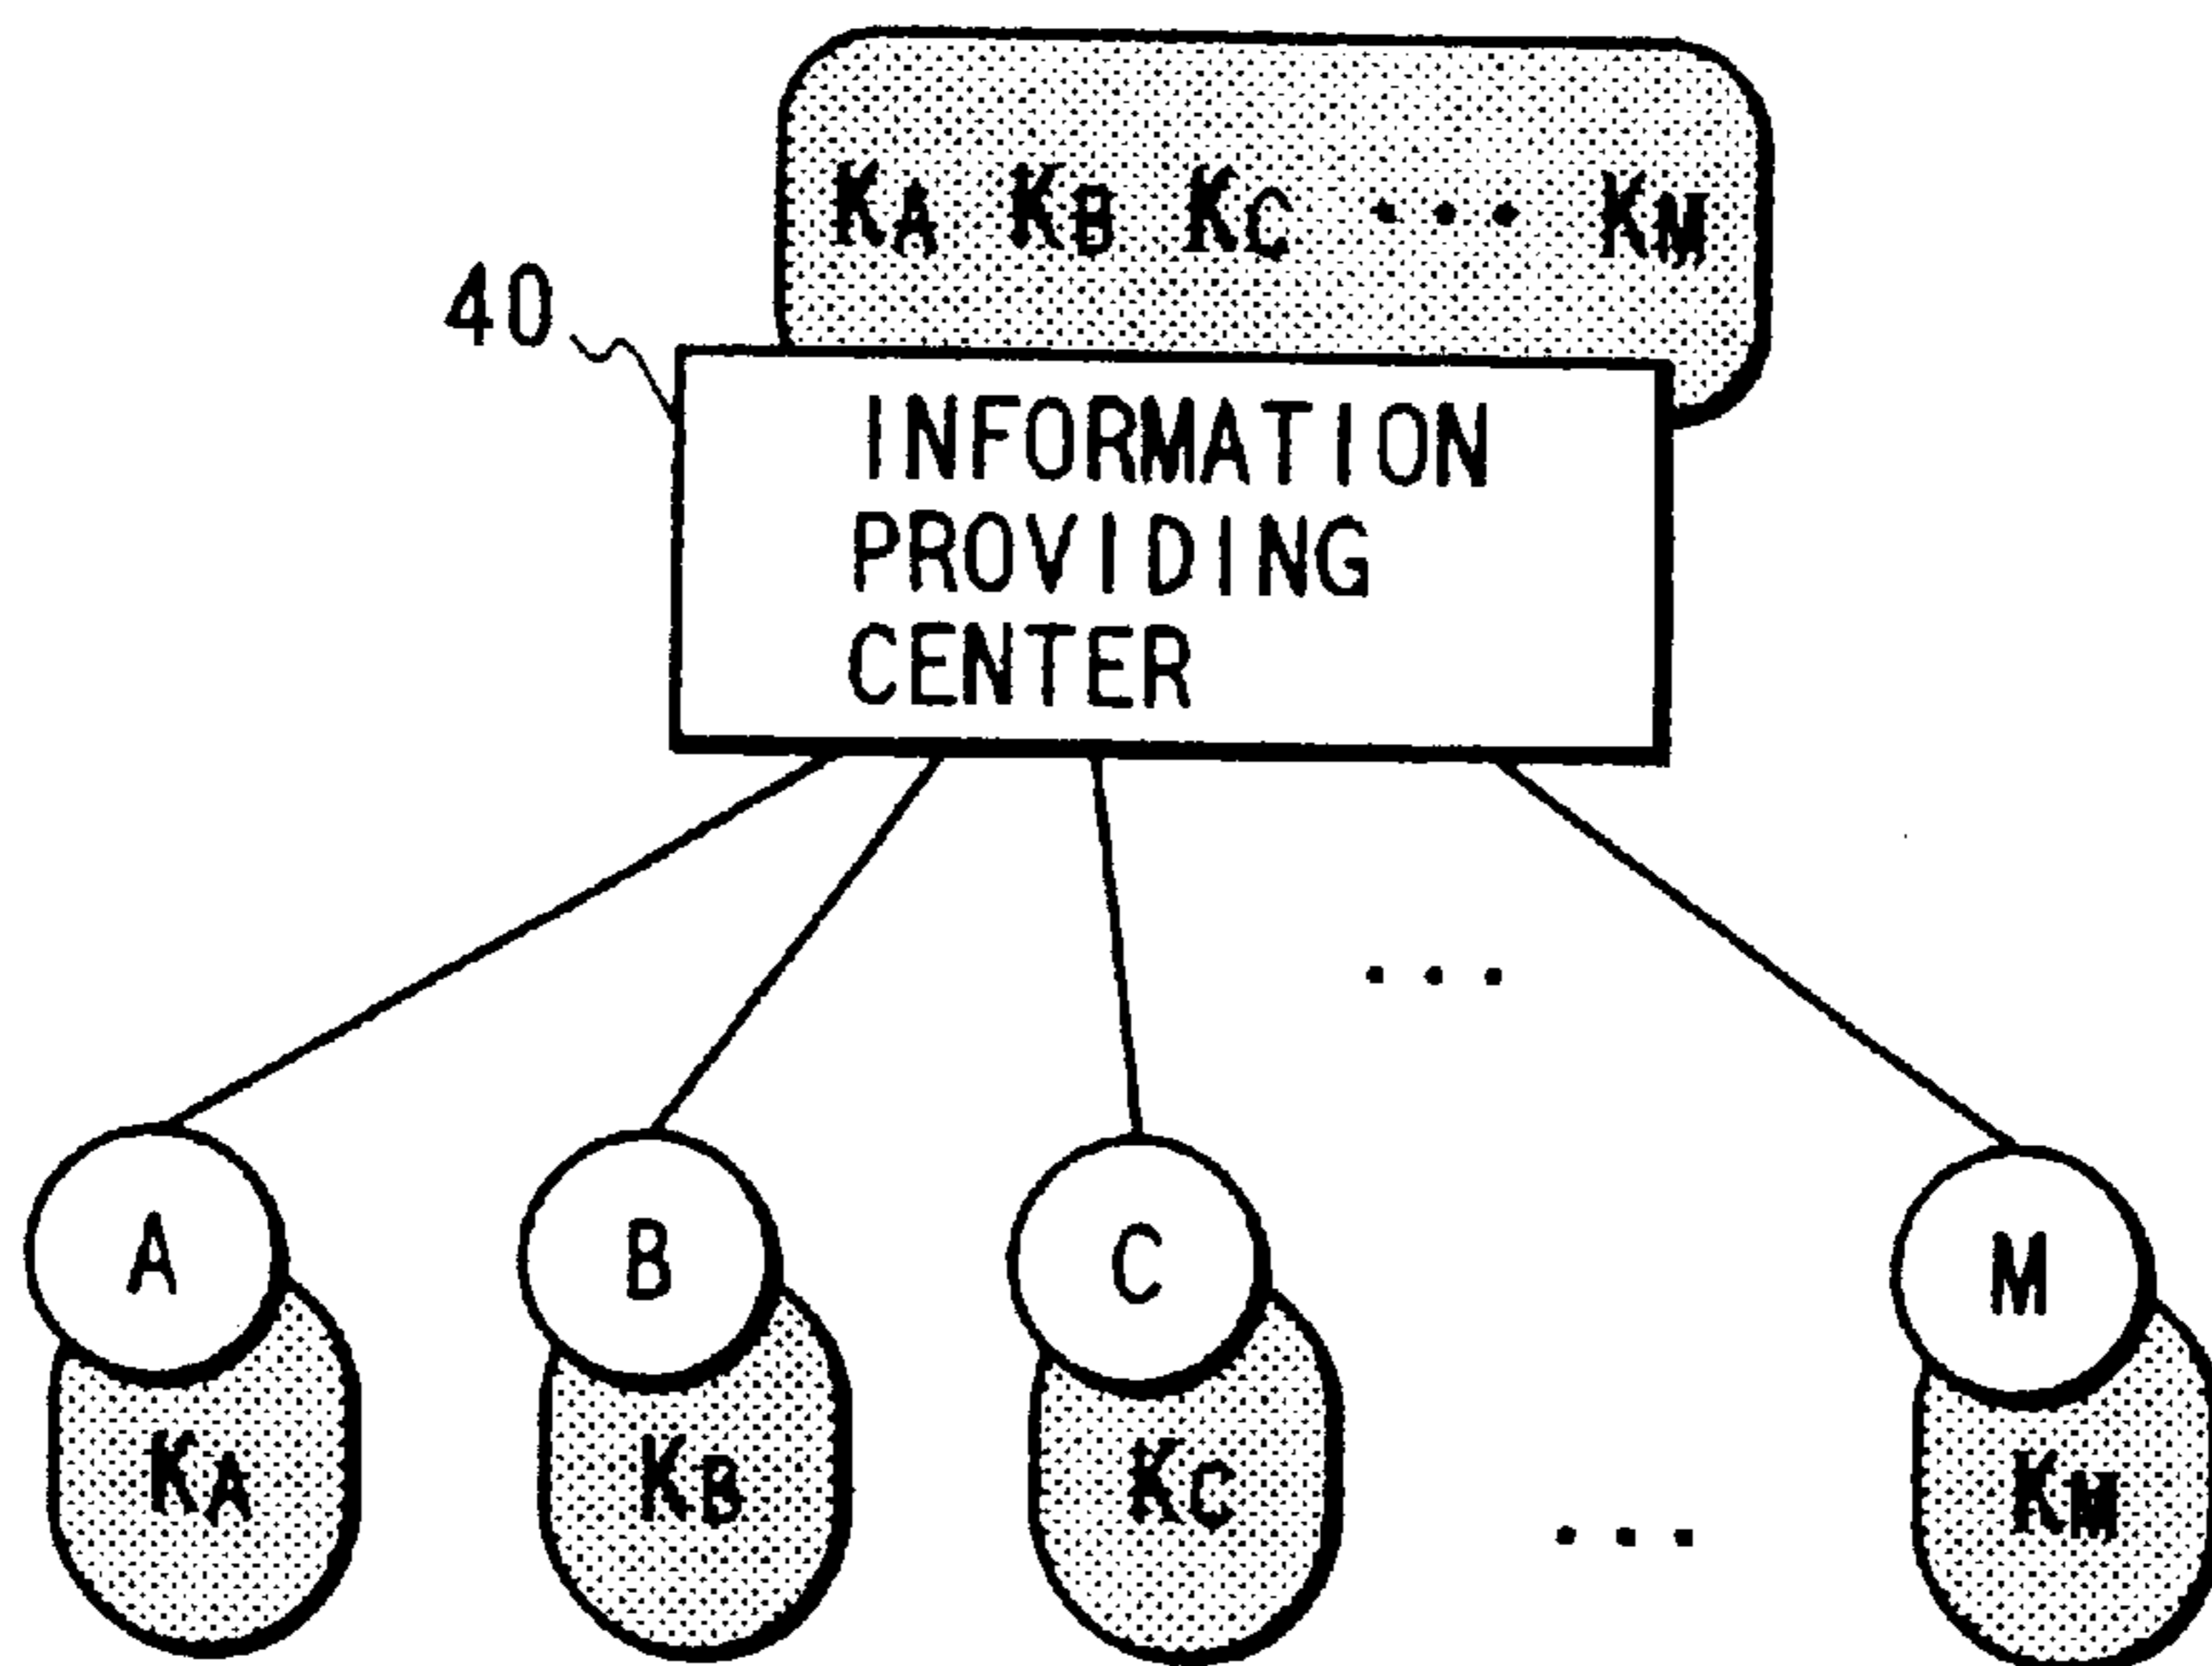 KA KB KC ... KM
40
INFORMATION
PROVIDING
CENTER
...
A B C M
KA KB KC ... KM